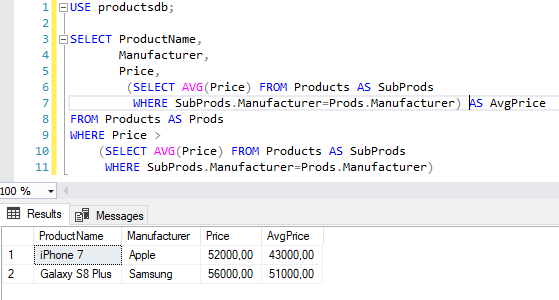 1 USE productsdb;
2
3 SELECT ProductName,
4 Manufacturer,
5 Price,
6 (SELECT AVG(Price) FROM Products AS SubProds
7 WHERE SubProds.Manufacturer=Prods.Manufacturer) AS AvgPrice
8 FROM Products AS Prods
9 WHERE Price >
10 (SELECT AVG(Price) FROM Products AS SubProds
11 WHERE SubProds.Manufacturer=Prods.Manufacturer)
100 %
Results Messages
ProductName Manufacturer Price AvgPrice
1 iPhone 7 Apple 52000,00 43000,00
2 Galaxy S8 Plus Samsung 56000,00 51000,00